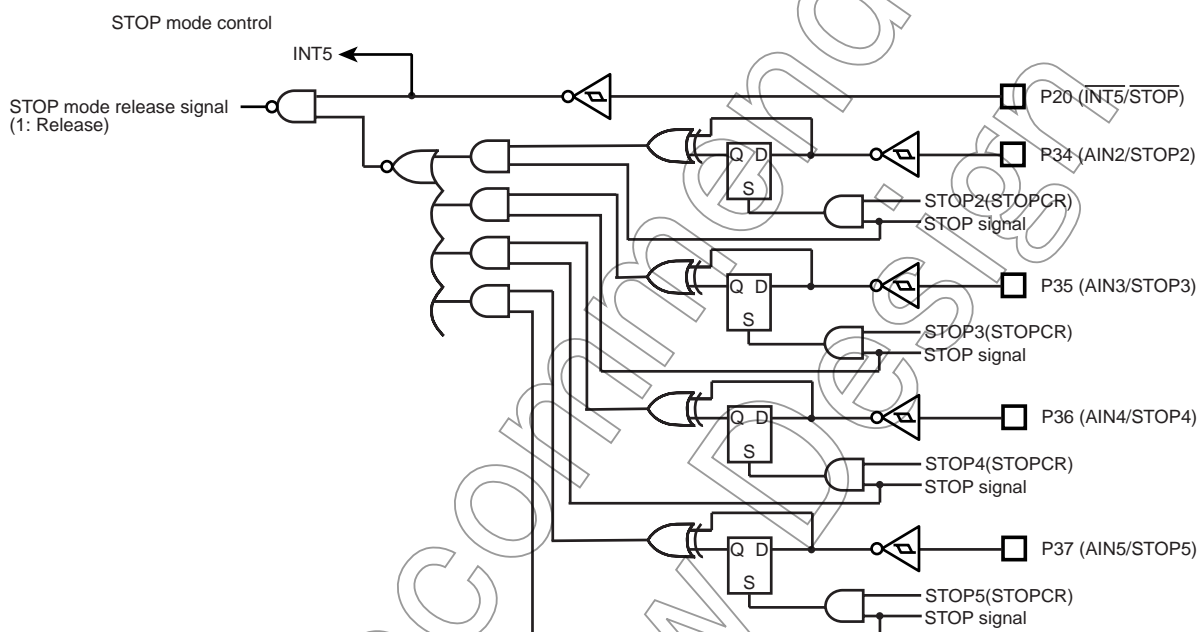 STOP mode control
INT5
STOP mode release signal
(1: Release)
P20 (INT5/STOP)
Q D
S
P34 (AIN2/STOP2)
STOP2(STOPCR)
STOP signal
Q D
S
P35 (AIN3/STOP3)
STOP3(STOPCR)
STOP signal
Q D
S
P36 (AIN4/STOP4)
STOP4(STOPCR)
STOP signal
Q D
S
P37 (AIN5/STOP5)
STOP5(STOPCR)
STOP signal